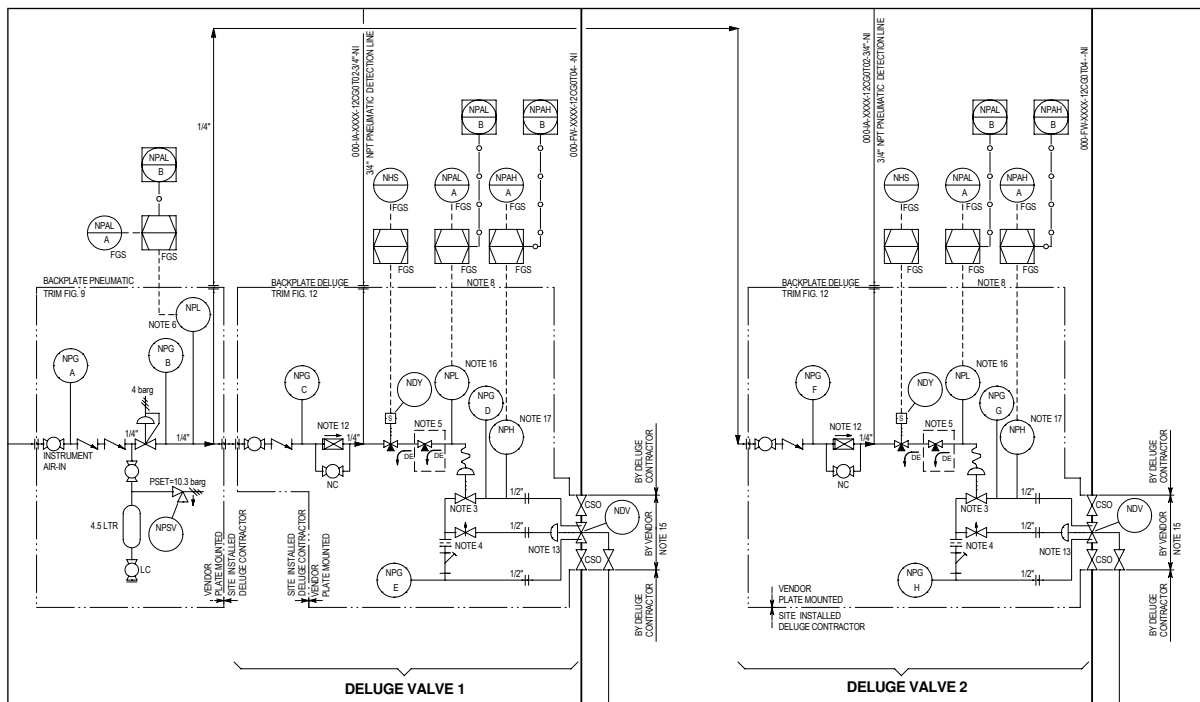 000-IA-XXXX-12CG0T02-3/4"-NI
3/4" NPT PNEUMATIC DETECTION LINE
000-FW-XXXX-12CG0T04--NI
1/4"
NPAL
B
NPAL
A
FGS
FGS
NHS
FGS
NPAL
B
NPAL
A
FGS
FGS
NPAH
B
NPAH
A
FGS
FGS
BACKPLATE PNEUMATIC
TRIM FIG. 9
NOTE 6
NPL
NPG
A
NPG
B
4 barg
1/4"
1/4"
INSTRUMENT
AIR-IN
PSET=10.3 barg
4.5 LTR
NPSV
LC
VENDOR
PLATE MOUNTED
SITE INSTALLED
DELUGE CONTRACTOR
BACKPLATE DELUGE
TRIM FIG. 12
NOTE 8
NPG
C
NOTE 12
1/4"
NC
S
NDY
DE
NOTE 5
DE
NPL
NOTE 16
NPG
D
NPH
NOTE 17
NOTE 3
1/2"
NOTE 4
1/2"
NOTE 13
NPG
E
1/2"
CSO
NDV
CSO
SITE INSTALLED
DELUGE CONTRACTOR
VENDOR
PLATE MOUNTED
BY DELUGE
CONTRACTOR
BY VENDOR
NOTE 15
BY DELUGE
CONTRACTOR
DELUGE VALVE 1
000-IA-XXXX-12CG0T02-3/4"-NI
3/4" NPT PNEUMATIC DETECTION LINE
000-FW-XXXX-12CG0T04--NI
NHS
FGS
NPAL
B
NPAL
A
FGS
FGS
NPAH
B
NPAH
A
FGS
FGS
BACKPLATE DELUGE
TRIM FIG. 12
NOTE 8
NPG
F
NOTE 12
1/4"
NC
S
NDY
DE
NOTE 5
DE
NPL
NOTE 16
NPG
G
NPH
NOTE 17
NOTE 3
1/2"
NOTE 4
1/2"
NOTE 13
NPG
H
1/2"
CSO
NDV
CSO
VENDOR
PLATE MOUNTED
SITE INSTALLED
DELUGE CONTRACTOR
BY DELUGE
CONTRACTOR
BY VENDOR
NOTE 15
BY DELUGE
CONTRACTOR
DELUGE VALVE 2